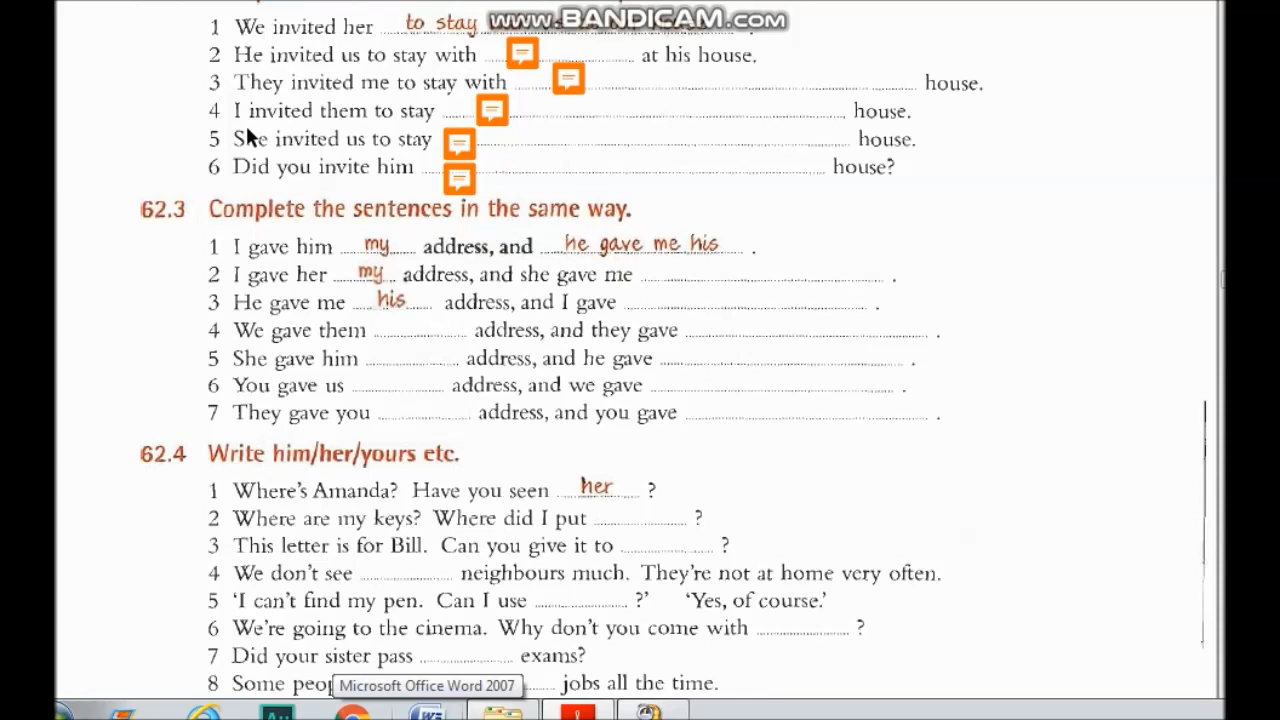 www.BANDICAM.com
1 We invited her to stay
2 He invited us to stay with .................... at his house.
3 They invited me to stay with .................... house.
4 I invited them to stay .................... house.
5 She invited us to stay .................... house.
6 Did you invite him .................... house?
62.3 Complete the sentences in the same way.
1 I gave him my address, and he gave me his .
2 I gave her my address, and she gave me .................... .
3 He gave me his address, and I gave .................... .
4 We gave them .................... address, and they gave .................... .
5 She gave him .................... address, and he gave .................... .
6 You gave us .................... address, and we gave .................... .
7 They gave you .................... address, and you gave .................... .
62.4 Write him/her/yours etc.
1 Where's Amanda? Have you seen her ?
2 Where are my keys? Where did I put .................... ?
3 This letter is for Bill. Can you give it to .................... ?
4 We don't see .................... neighbours much. They're not at home very often.
5 'I can't find my pen. Can I use .................... ?' 'Yes, of course.'
6 We're going to the cinema. Why don't you come with .................... ?
7 Did your sister pass .................... exams?
8 Some .................... jobs all the time.
Microsoft Office Word 2007